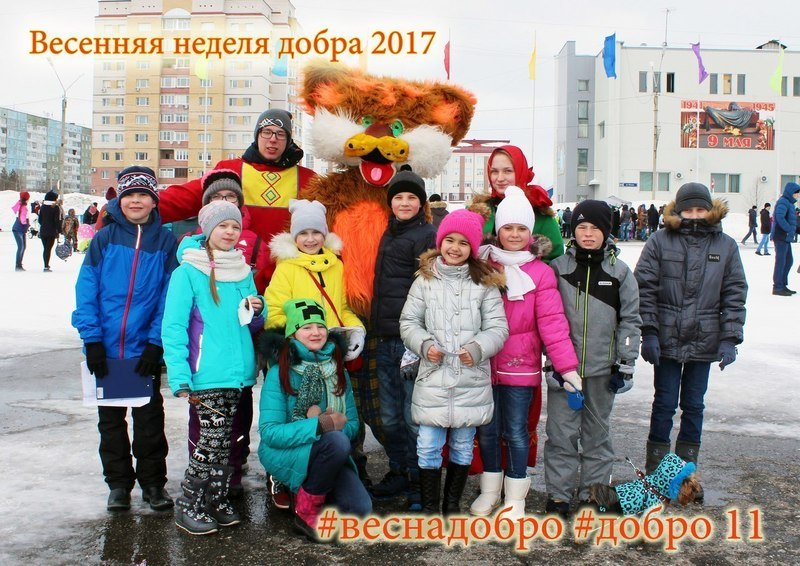 Весенняя неделя добра 2017
1941
1945
9 МАЯ
#веснадобро #добро 11